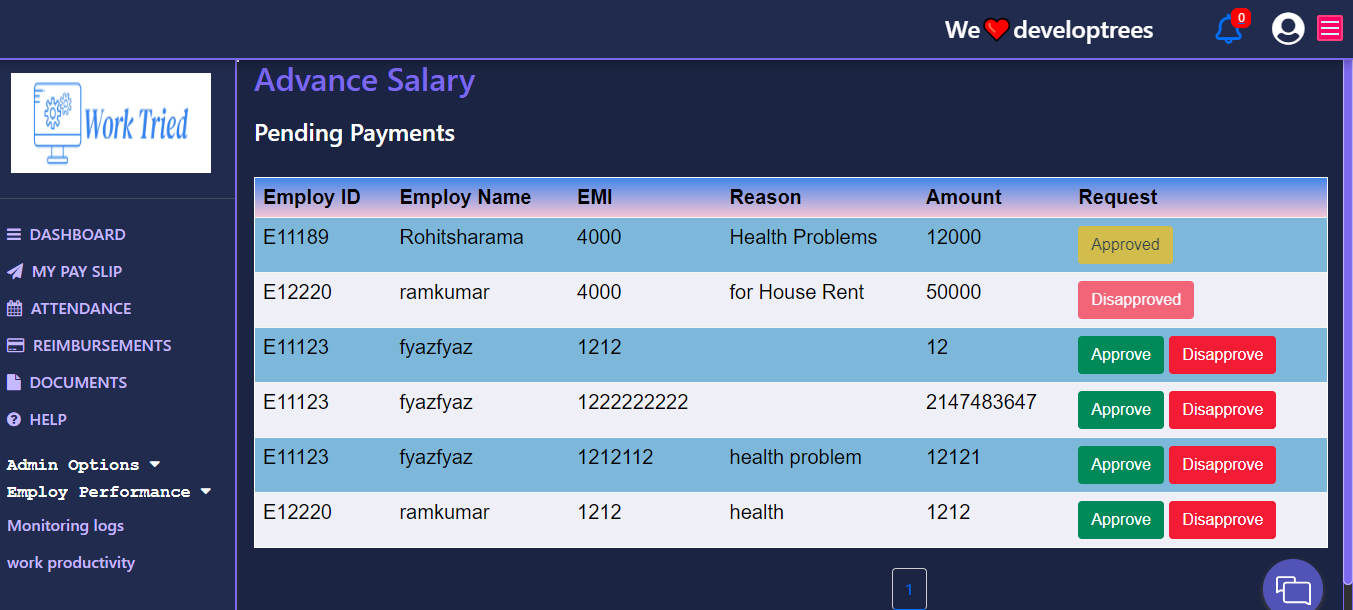 We ❤ developtrees
0
Work Tried
DASHBOARD
MY PAY SLIP
ATTENDANCE
REIMBURSEMENTS
DOCUMENTS
HELP
Admin Options
Employ Performance
Monitoring logs
work productivity
Advance Salary
Pending Payments
Employ ID Employ Name EMI Reason Amount Request
E11189 Rohitsharama 4000 Health Problems 12000 Approved
E12220 ramkumar 4000 for House Rent 50000 Disapproved
E11123 fyazfyaz 1212 12 Approve Disapprove
E11123 fyazfyaz 1222222222 2147483647 Approve Disapprove
E11123 fyazfyaz 1212112 health problem 12121 Approve Disapprove
E12220 ramkumar 1212 health 1212 Approve Disapprove
1